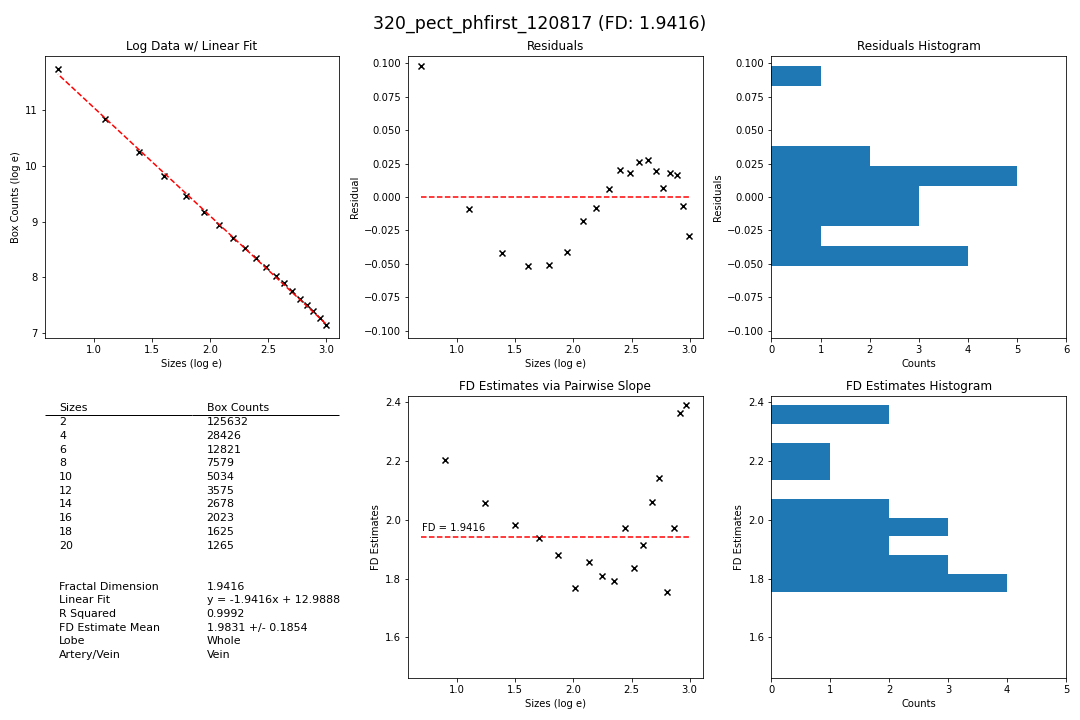 320_pect_phfirst_120817 (FD: 1.9416)
Log Data w/ Linear Fit
Box Counts (log e)
11
10
9
8
7
1.0 1.5 2.0 2.5 3.0
Sizes (log e)
Residuals
Residual
0.100
0.075
0.050
0.025
0.000
−0.025
−0.050
−0.075
−0.100
1.0 1.5 2.0 2.5 3.0
Sizes (log e)
Residuals Histogram
Residuals
0.100
0.075
0.050
0.025
0.000
−0.025
−0.050
−0.075
−0.100
0 1 2 3 4 5 6
Counts
Sizes Box Counts
2 125632
4 28426
6 12821
8 7579
10 5034
12 3575
14 2678
16 2023
18 1625
20 1265
Fractal Dimension 1.9416
Linear Fit y = -1.9416x + 12.9888
R Squared 0.9992
FD Estimate Mean 1.9831 +/- 0.1854
Lobe Whole
Artery/Vein Vein
FD Estimates via Pairwise Slope
FD Estimates
2.4
2.2
2.0
1.8
1.6
FD = 1.9416
1.0 1.5 2.0 2.5 3.0
Sizes (log e)
FD Estimates Histogram
FD Estimates
2.4
2.2
2.0
1.8
1.6
0 1 2 3 4 5
Counts